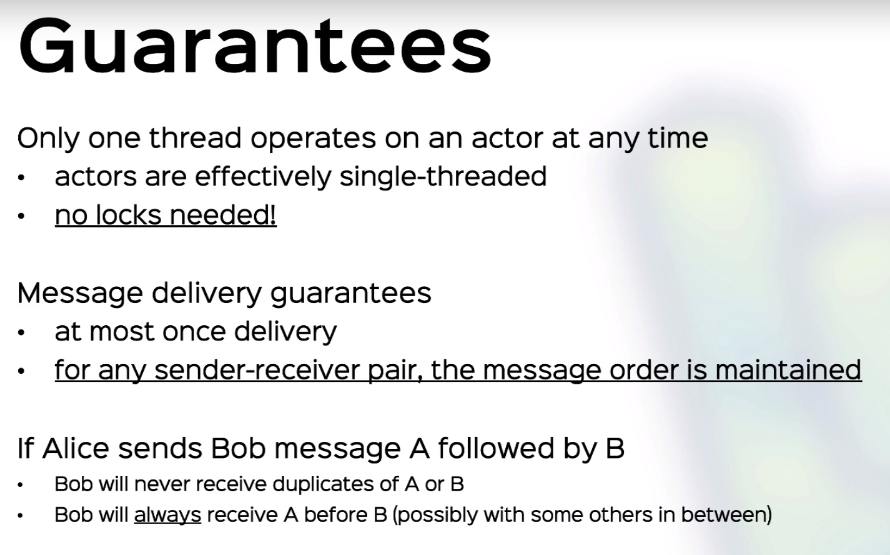 Guarantees
Only one thread operates on an actor at any time
• actors are effectively single-threaded
• no locks needed!
Message delivery guarantees
• at most once delivery
• for any sender-receiver pair, the message order is maintained
If Alice sends Bob message A followed by B
• Bob will never receive duplicates of A or B
• Bob will always receive A before B (possibly with some others in between)